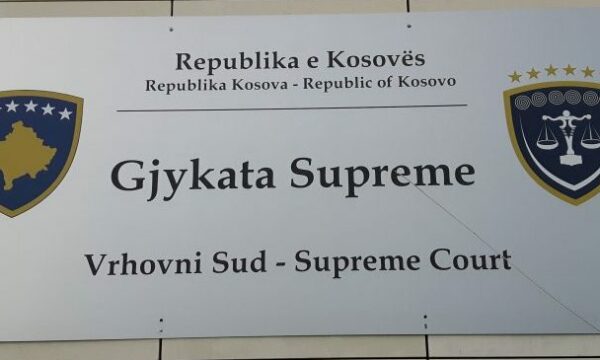 Republika e Kosovës
Republika Kosova - Republic of Kosovo
Gjykata Supreme
Vrhovni Sud - Supreme Court